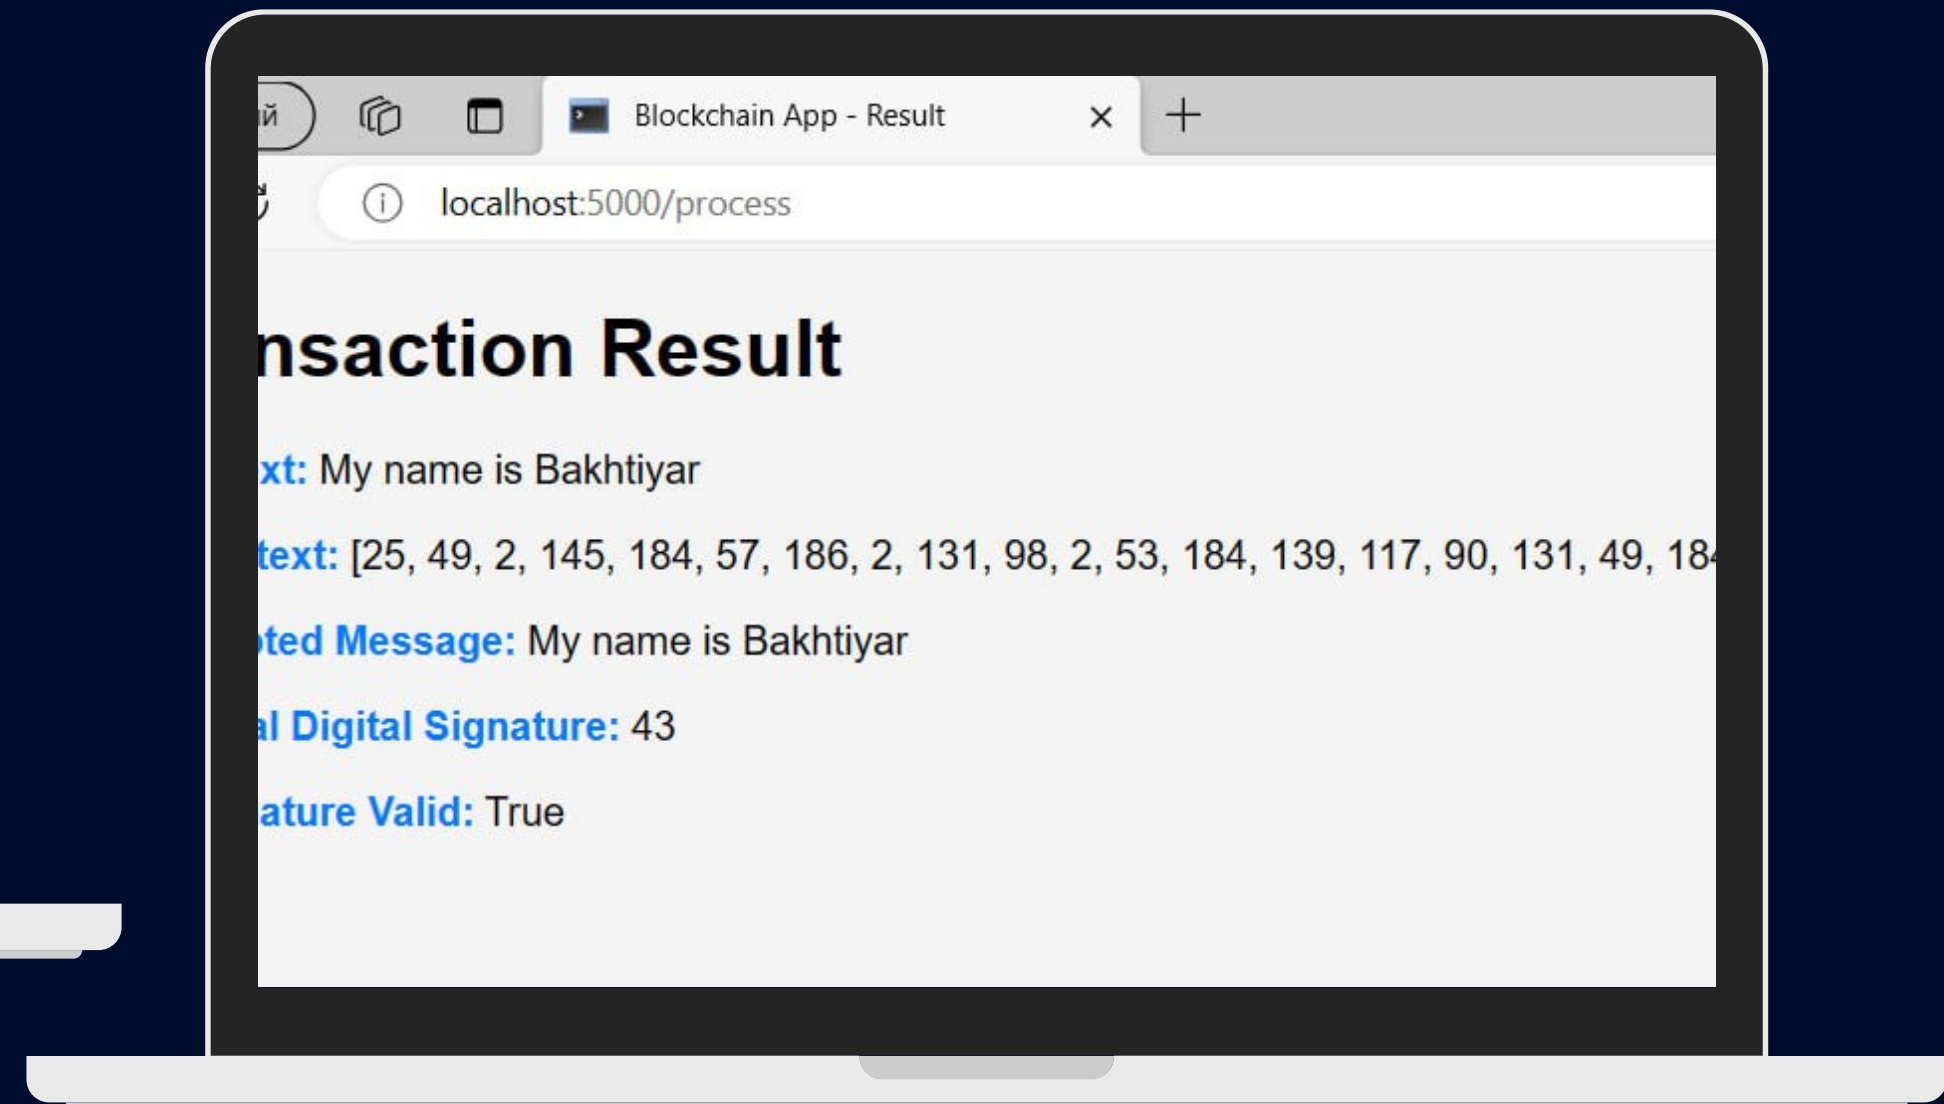 ый
Blockchain App - Result
localhost:5000/process
nsaction Result
xt: My name is Bakhtiyar
text: [25, 49, 2, 145, 184, 57, 186, 2, 131, 98, 2, 53, 184, 139, 117, 90, 131, 49, 184
pted Message: My name is Bakhtiyar
al Digital Signature: 43
ature Valid: True